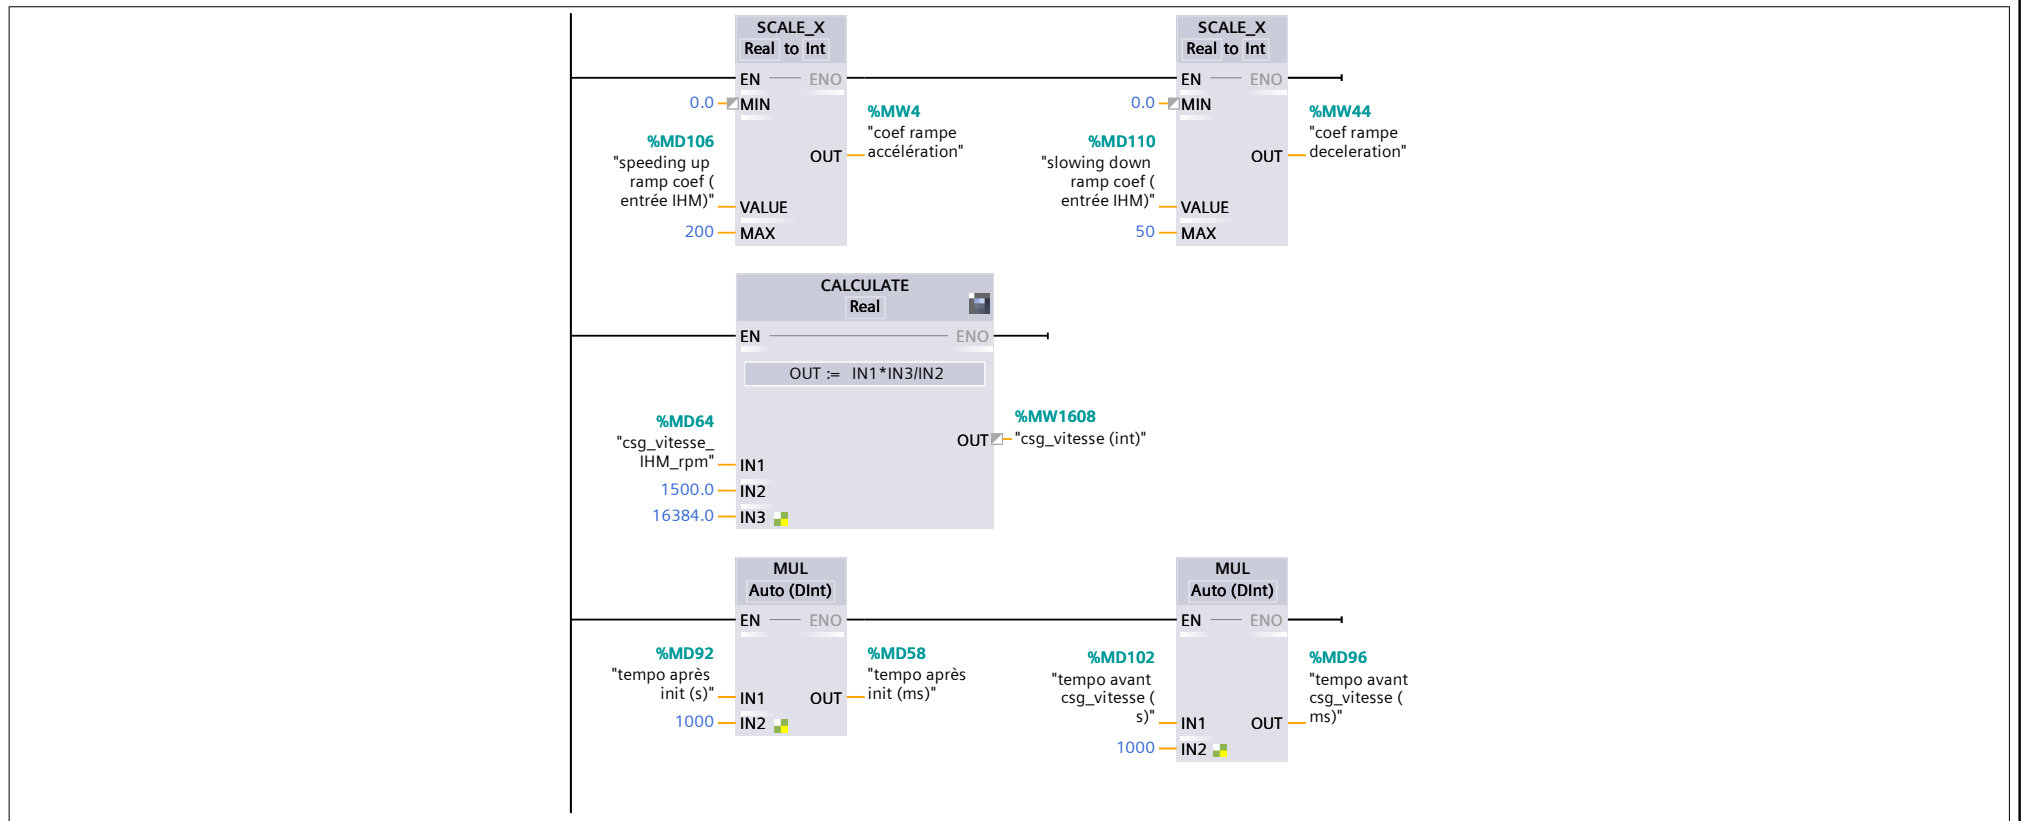 SCALE_X
Real to Int
EN ENO
0.0 MIN
%MW4
"coef rampe
accélération"
%MD106
"speeding up
ramp coef (
entrée IHM)"
OUT
VALUE
200 MAX
SCALE_X
Real to Int
EN ENO
0.0 MIN
%MW44
"coef rampe
deceleration"
%MD110
"slowing down
ramp coef (
entrée IHM)"
OUT
VALUE
50 MAX
CALCULATE
Real
EN ENO
OUT := IN1*IN3/IN2
%MW1608
"csg_vitesse (int)"
OUT
%MD64
"csg_vitesse_
IHM_rpm"
IN1
1500.0 IN2
16384.0 IN3
MUL
Auto (DInt)
EN ENO
%MD92
"tempo après
init (s)"
%MD58
"tempo après
init (ms)"
IN1 OUT
1000 IN2
MUL
Auto (DInt)
EN ENO
%MD102
"tempo avant
csg_vitesse (
s)"
%MD96
"tempo avant
csg_vitesse (
ms)"
IN1 OUT
1000 IN2